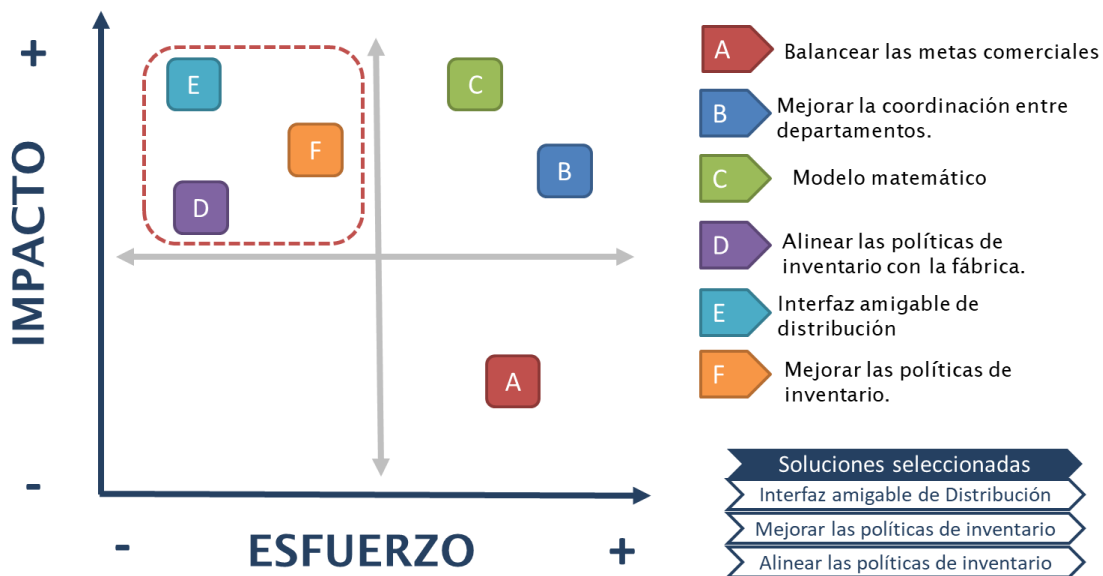 +
IMPACTO
-
E
C
F
B
D
A
-
ESFUERZO
+
A
Balancear las metas comerciales
B
Mejorar la coordinación entre
departamentos.
C
Modelo matemático
D
Alinear las políticas de
inventario con la fábrica.
E
Interfaz amigable de
distribución
F
Mejorar las políticas de
inventario.
Soluciones seleccionadas
Interfaz amigable de Distribución
Mejorar las políticas de inventario
Alinear las políticas de inventario